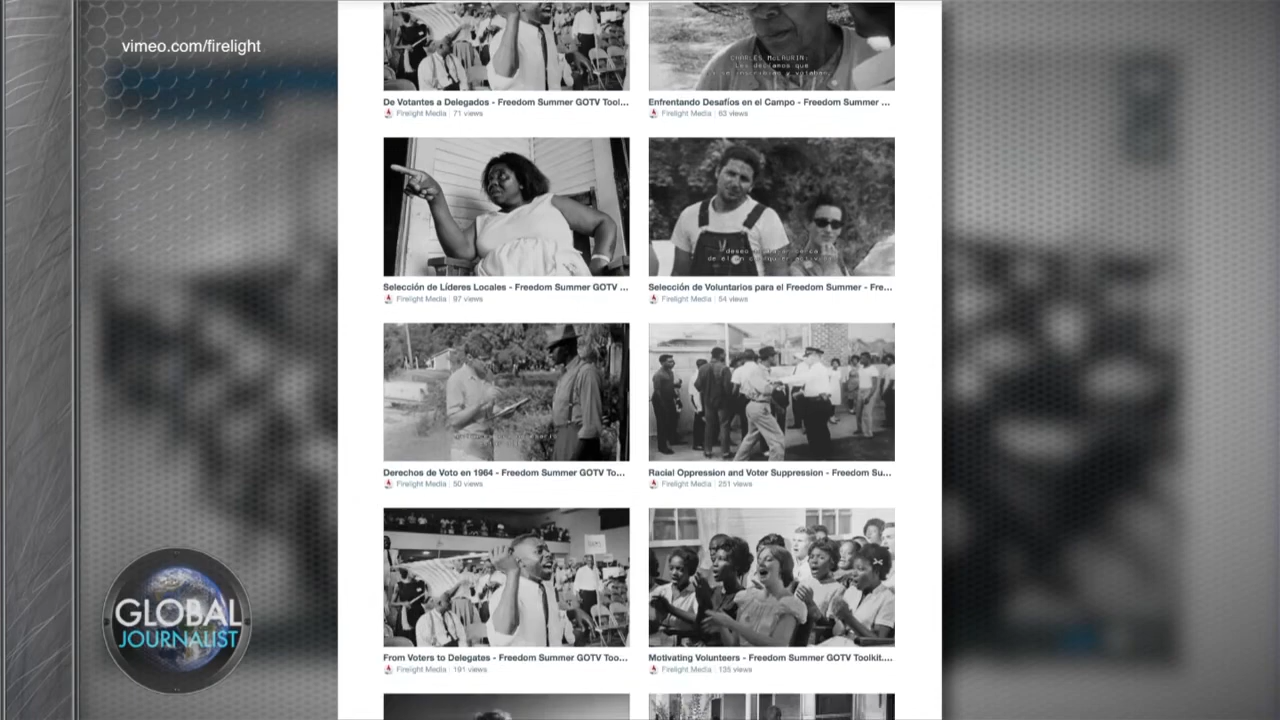 vimeo.com/firelight
CHARLES McLAURIN:
De Votantes a Delegados - Freedom Summer GOTV Tool...
Firelight Media | 71 views
Enfrentando Desafíos en el Campo - Freedom Summer ...
Firelight Media | 63 views
Selección de Líderes Locales - Freedom Summer GOTV ...
Firelight Media | 97 views
Selección de Voluntarios para el Freedom Summer - Fre...
Firelight Media | 54 views
Derechos de Voto en 1964 - Freedom Summer GOTV To...
Firelight Media | 50 views
Racial Oppression and Voter Suppression - Freedom Su...
Firelight Media | 251 views
From Voters to Delegates - Freedom Summer GOTV Too...
Firelight Media | 191 views
Motivating Volunteers - Freedom Summer GOTV Toolkit....
Firelight Media | 135 views
GLOBAL
JOURNALIST